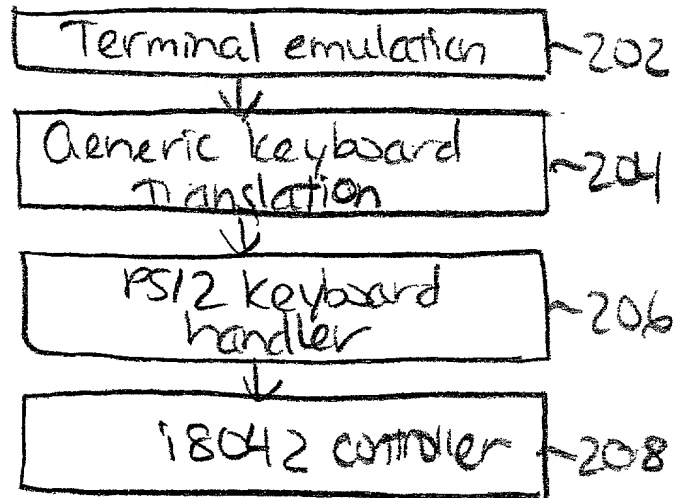 Terminal emulation ~202
Generic keyboard
Translation ~204
PS/2 keyboard
handler ~206
i8042 controller ~208